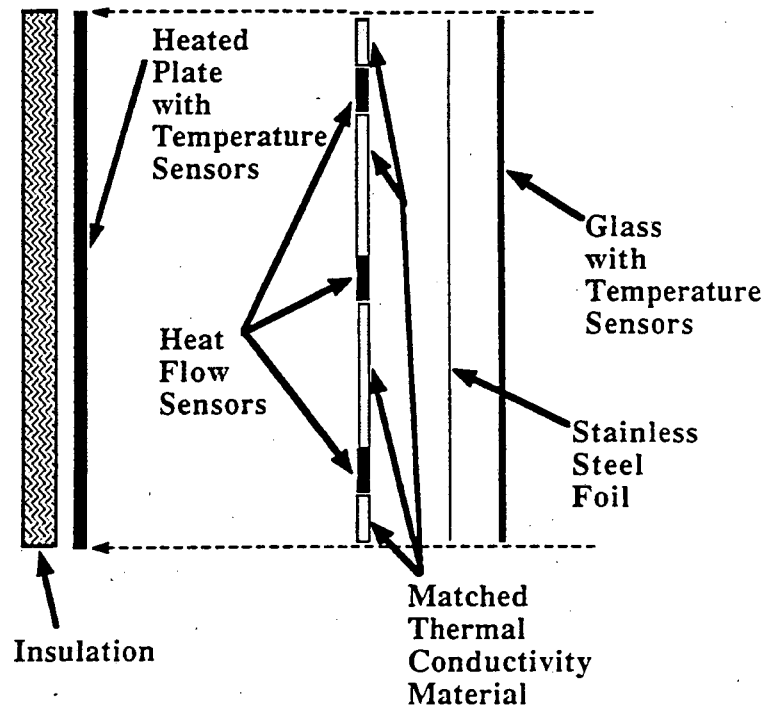 Heated
Plate
with
Temperature
Sensors
Glass
with
Temperature
Sensors
Heat
Flow
Sensors
Stainless
Steel
Foil
Matched
Thermal
Conductivity
Material
Insulation